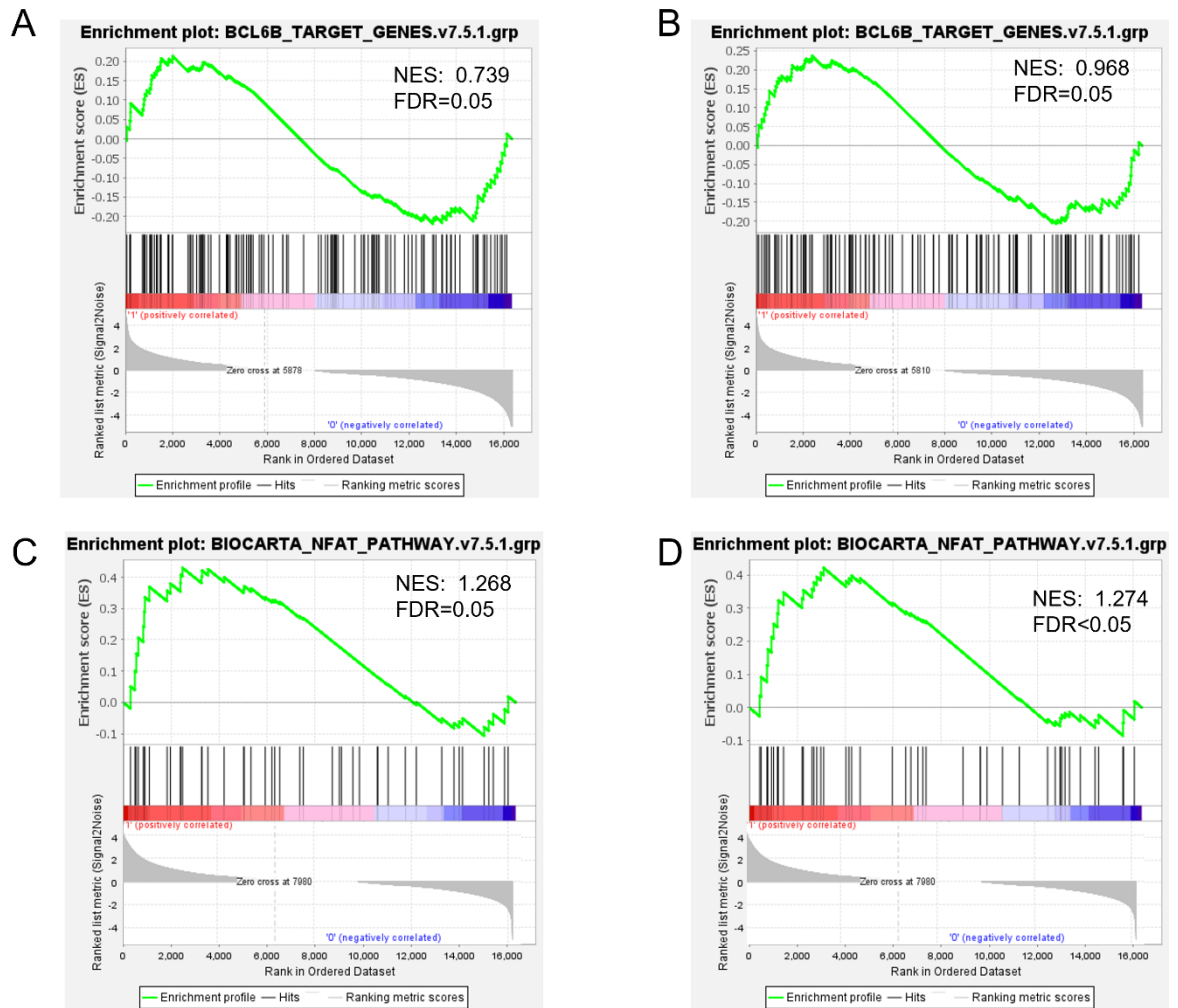 A
Enrichment plot: BCL6B_TARGET_GENES.v7.5.1.grp
NES: 0.739
FDR=0.05
Enrichment score (ES)
0.20
0.15
0.10
0.05
0.00
-0.05
-0.10
-0.15
-0.20
'1' (positively correlated)
Ranked list metric (Signal2Noise)
4
2
0
-2
-4
Zero cross at 5878
'0' (negatively correlated)
0 2,000 4,000 6,000 8,000 10,000 12,000 14,000 16,000
Rank in Ordered Dataset
Enrichment profile Hits Ranking metric scores
B
Enrichment plot: BCL6B_TARGET_GENES.v7.5.1.grp
NES: 0.968
FDR=0.05
Enrichment score (ES)
0.25
0.20
0.15
0.10
0.05
0.00
-0.05
-0.10
-0.15
-0.20
'1' (positively correlated)
Ranked list metric (Signal2Noise)
4
2
0
-2
-4
Zero cross at 5810
'0' (negatively correlated)
0 2,000 4,000 6,000 8,000 10,000 12,000 14,000 16,000
Rank in Ordered Dataset
Enrichment profile Hits Ranking metric scores
C
Enrichment plot: BIOCARTA_NFAT_PATHWAY.v7.5.1.grp
NES: 1.268
FDR=0.05
Enrichment score (ES)
0.4
0.3
0.2
0.1
0.0
-0.1
1' (positively correlated)
Ranked list metric (Signal2Noise)
4
2
0
-2
-4
Zero cross at 7980
'0' (negatively correlated)
0 2,000 4,000 6,000 8,000 10,000 12,000 14,000 16,000
Rank in Ordered Dataset
Enrichment profile Hits Ranking metric scores
D
Enrichment plot: BIOCARTA_NFAT_PATHWAY.v7.5.1.grp
NES: 1.274
FDR<0.05
Enrichment score (ES)
0.4
0.3
0.2
0.1
0.0
-0.1
1' (positively correlated)
Ranked list metric (Signal2Noise)
4
2
0
-2
-4
Zero cross at 7980
'0' (negatively correlated)
0 2,000 4,000 6,000 8,000 10,000 12,000 14,000 16,000
Rank in Ordered Dataset
Enrichment profile Hits Ranking metric scores